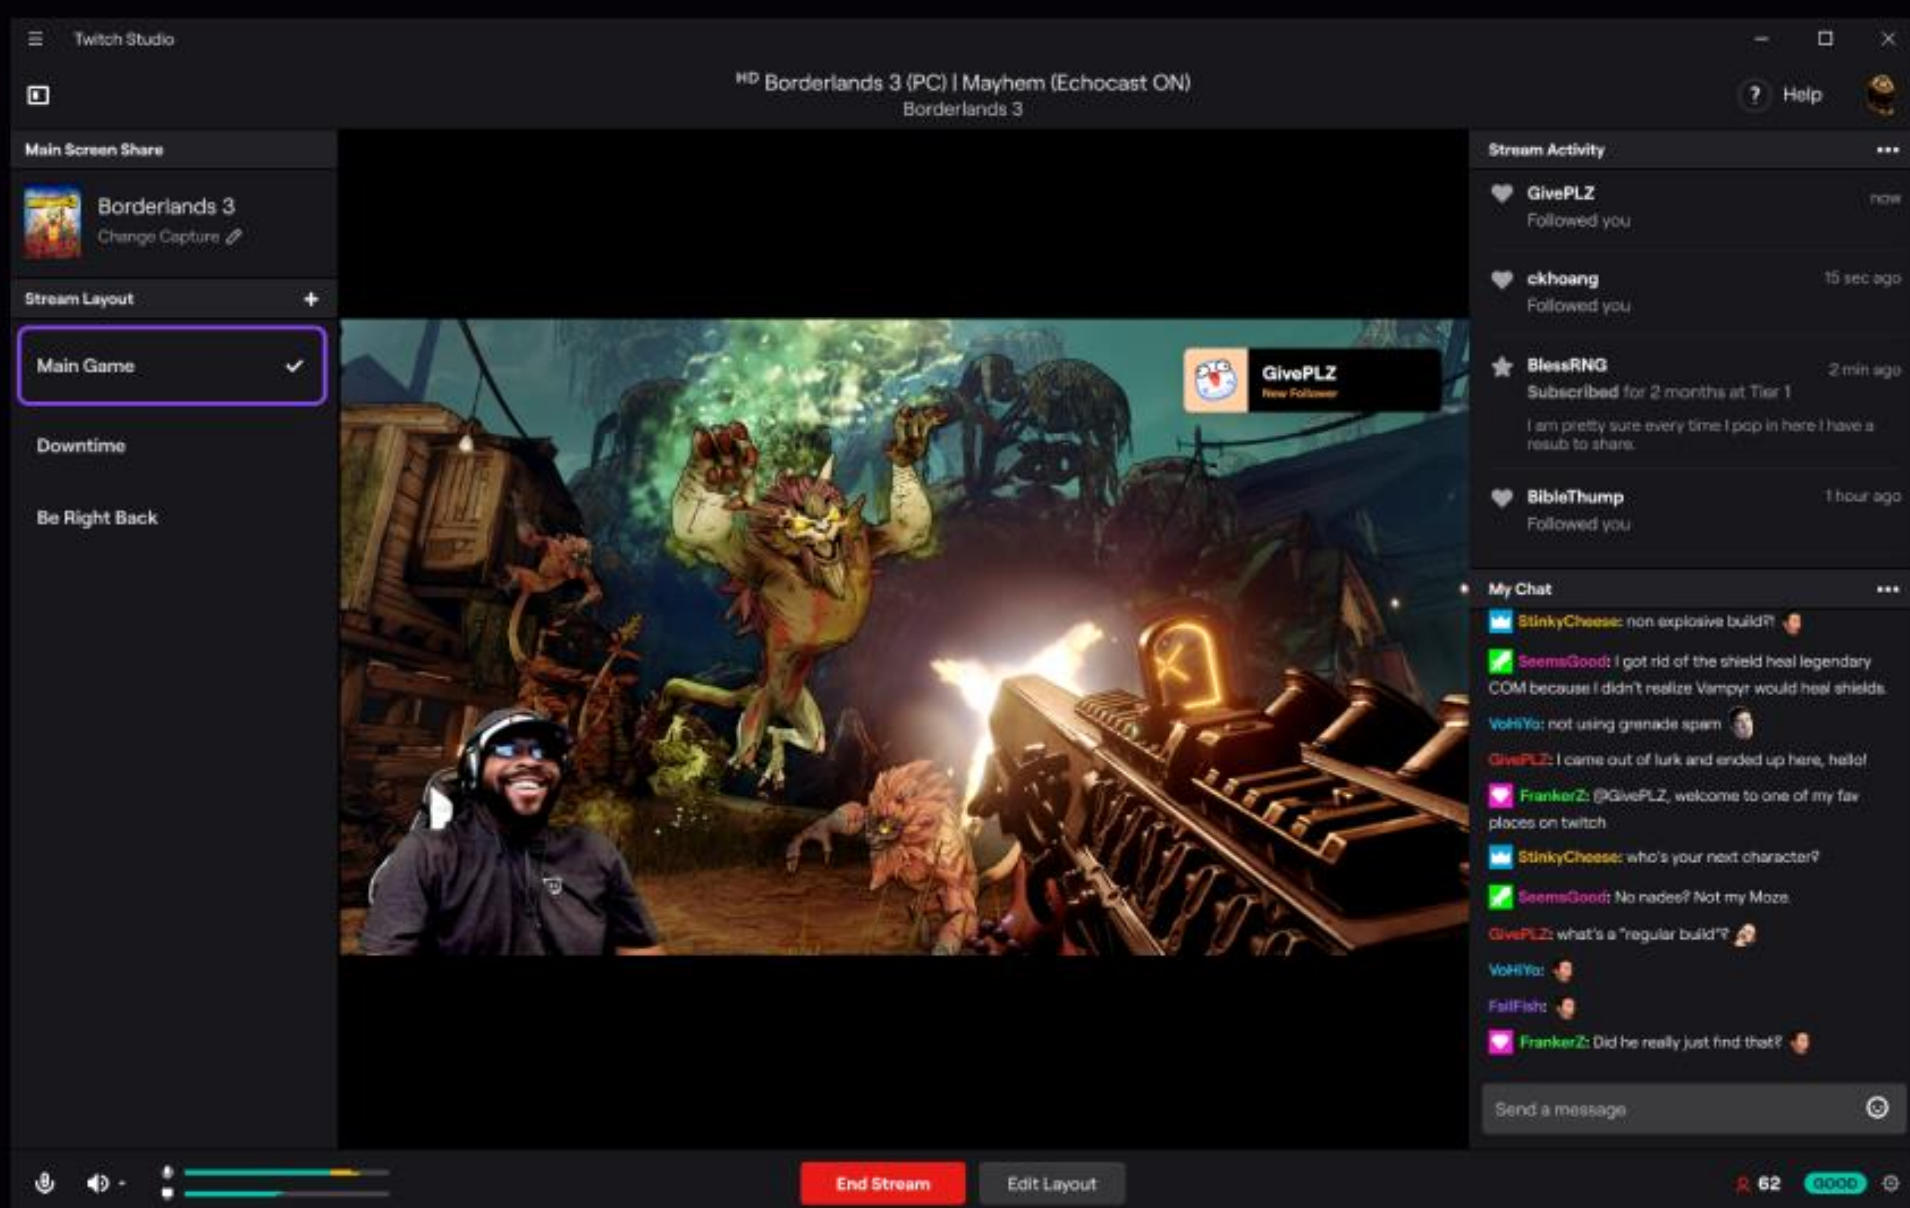 Twitch Studio
HD Borderlands 3 (PC) | Mayhem (Echocast ON)
Borderlands 3
? Help
Main Screen Share
Borderlands 3
Change Capture
Stream Layout +
Main Game
Downtime
Be Right Back
GivePLZ
New Follower
Stream Activity
GivePLZ now
Followed you
ckhoang 15 sec ago
Followed you
BlessRNG 2 min ago
Subscribed for 2 months at Tier 1
I am pretty sure every time I pop in here I have a
resub to share.
BibleThump 1 hour ago
Followed you
My Chat
StinkyCheese: non explosive build?!
SeemsGood: I got rid of the shield heal legendary
COM because I didn't realize Vampyr would heal shields.
VoHiYo: not using grenade spam
GivePLZ: I came out of lurk and ended up here, hello!
FrankerZ: @GivePLZ, welcome to one of my fav
places on twitch
StinkyCheese: who's your next character?
SeemsGood: No nades? Not my Moze.
GivePLZ: what's a "regular build"?
VoHiYo:
FailFish:
FrankerZ: Did he really just find that?
Send a message
End Stream
Edit Layout
62 GOOD